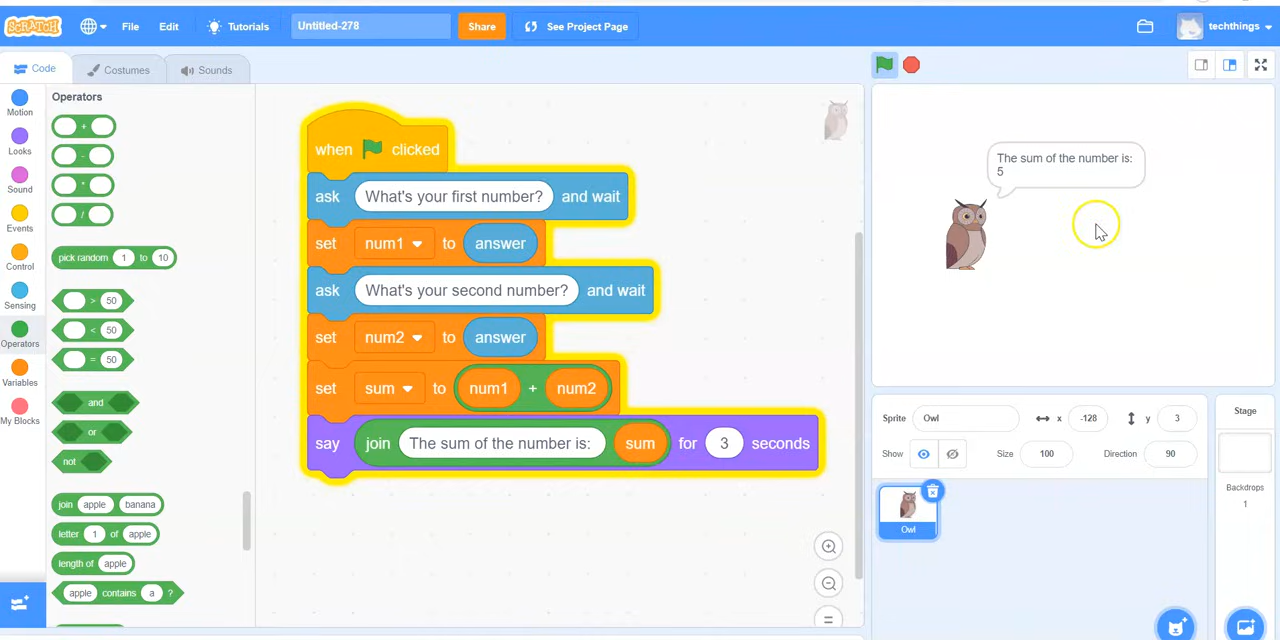 SCRATCH File Edit Tutorials Untitled-278 Share See Project Page techthings
Code Costumes Sounds
Motion
Looks
Sound
Events
Control
Sensing
Operators
Variables
My Blocks
Operators
+
-
*
/
pick random 1 to 10
> 50
< 50
= 50
and
or
not
join apple banana
letter 1 of apple
length of apple
apple contains a ?
when clicked
ask What's your first number? and wait
set num1 to answer
ask What's your second number? and wait
set num2 to answer
set sum to num1 + num2
say join The sum of the number is: sum for 3 seconds
The sum of the number is:
5
Sprite Owl x -128 y 3
Show Size 100 Direction 90
Owl
Stage
Backdrops
1